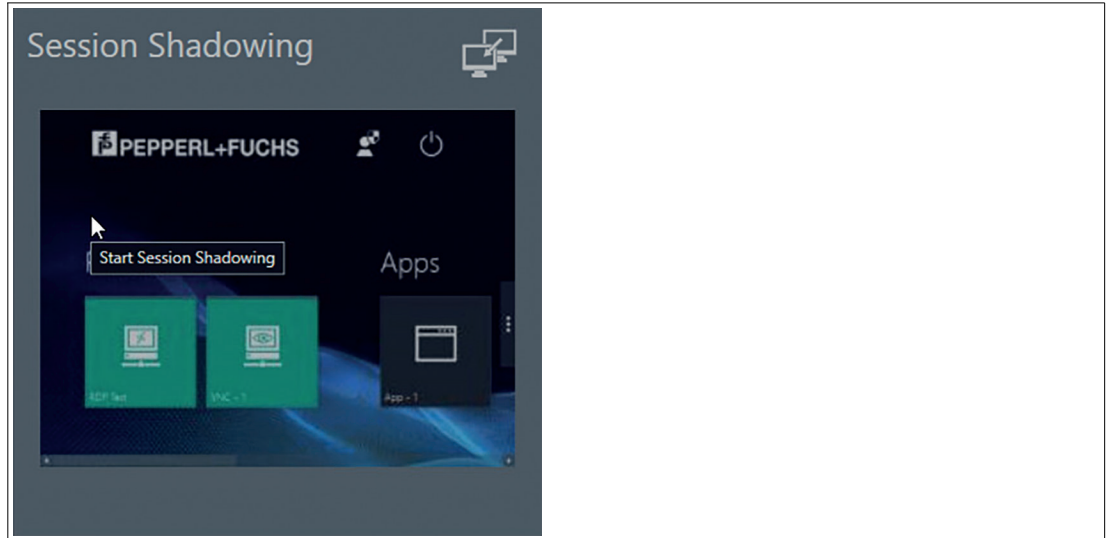 Session Shadowing
PEPPERL+FUCHS
Start Session Shadowing
Apps
RDP Test
VNC - 1
App - 1